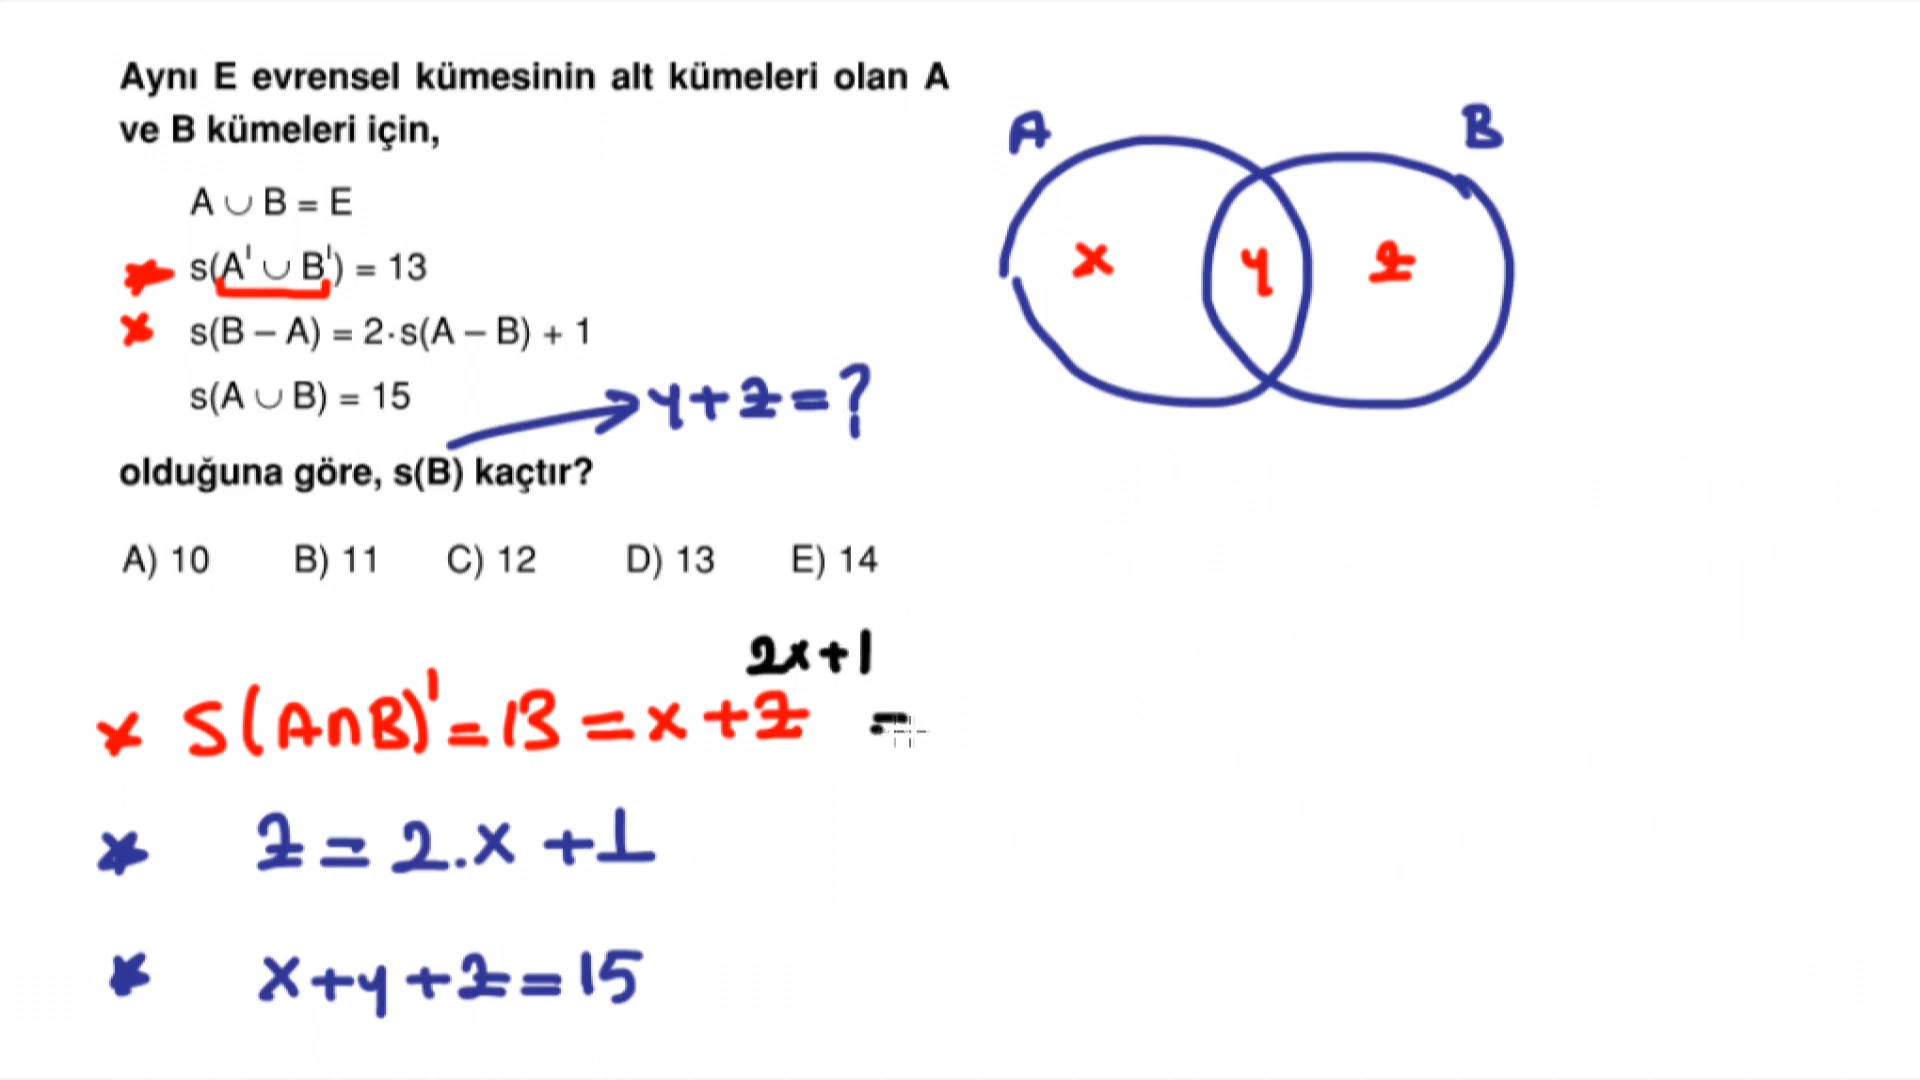 Aynı E evrensel kümesinin alt kümeleri olan A
ve B kümeleri için,
A ∪ B = E
s(A' ∪ B') = 13
s(B – A) = 2·s(A – B) + 1
s(A ∪ B) = 15
y+z=?
olduğuna göre, s(B) kaçtır?
A) 10 B) 11 C) 12 D) 13 E) 14
A B
x y z
2x+1
* S(A∩B)'=13=x+z =
* z=2.x+1
* x+y+z=15